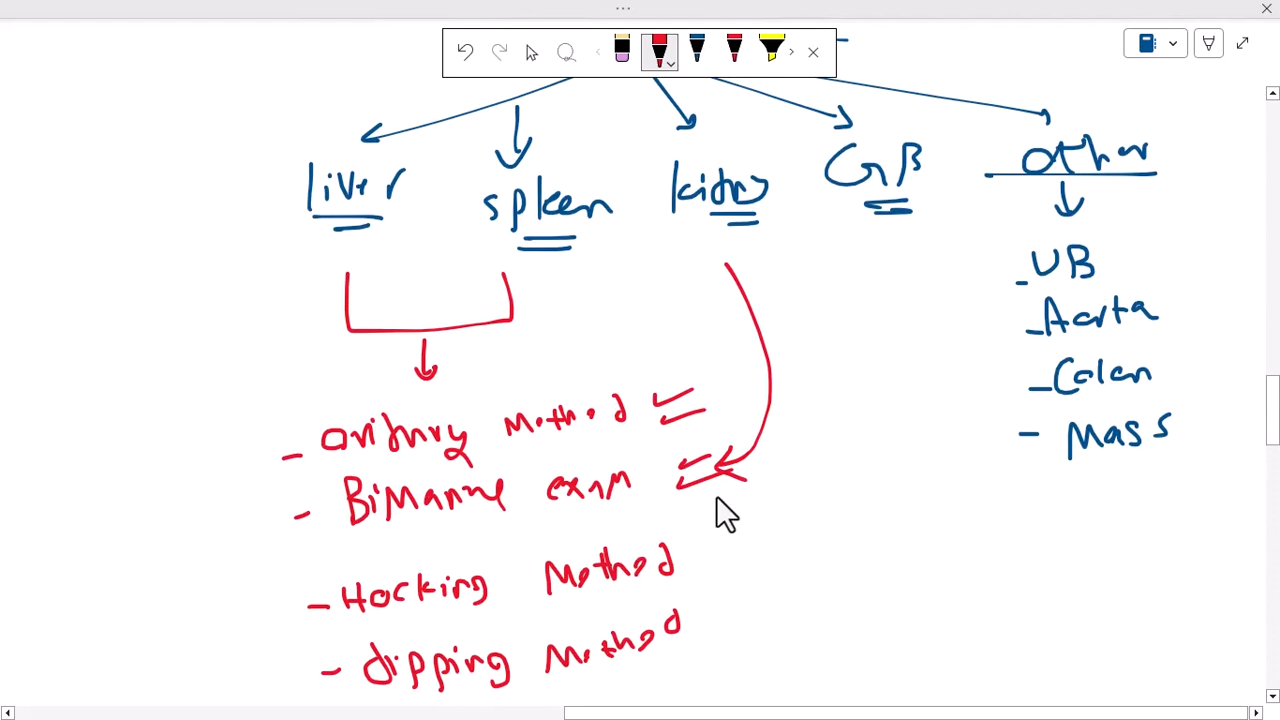 liver
spleen
kidny
GB
Other
- UB
- Aorta
- Colon
- Mass
- Ordinary Method
- Bimanual exam
- Hocking Method
- dipping Method